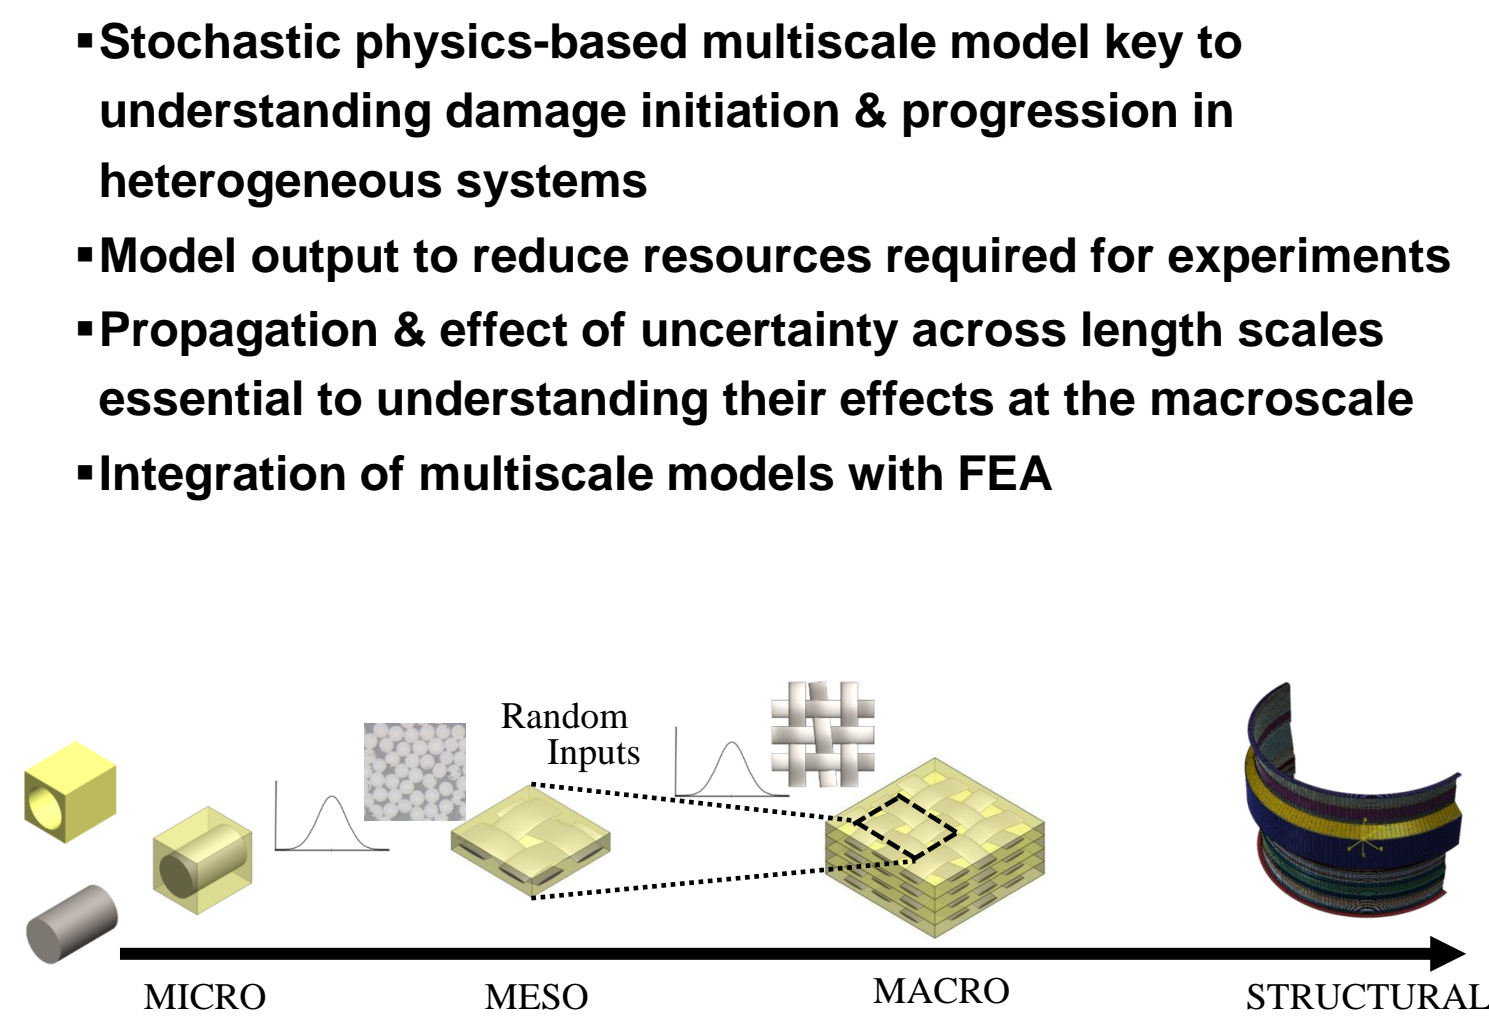 ▪Stochastic physics-based multiscale model key to
understanding damage initiation & progression in
heterogeneous systems
▪Model output to reduce resources required for experiments
▪Propagation & effect of uncertainty across length scales
essential to understanding their effects at the macroscale
▪Integration of multiscale models with FEA
Random
Inputs
MICRO
MESO
MACRO
STRUCTURAL